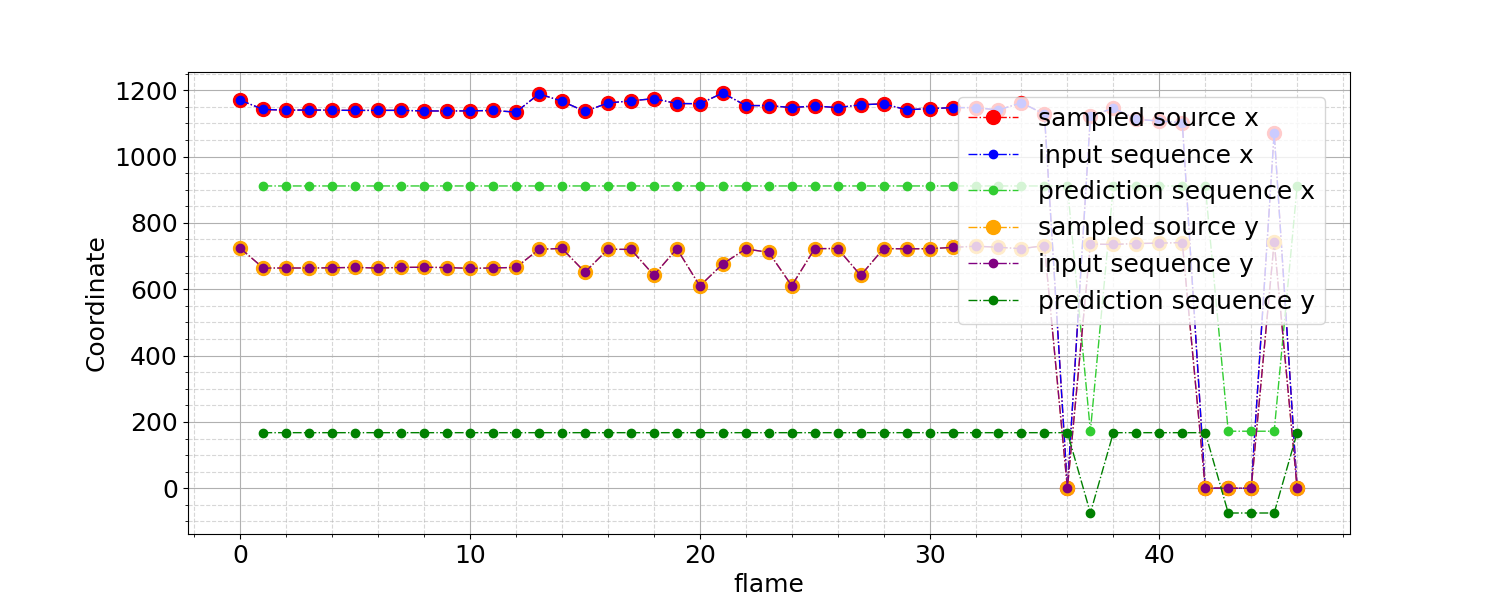 1200
1000
800
600
400
200
0
Coordinate
sampled source x
input sequence x
prediction sequence x
sampled source y
input sequence y
prediction sequence y
0 10 20 30 40
flame